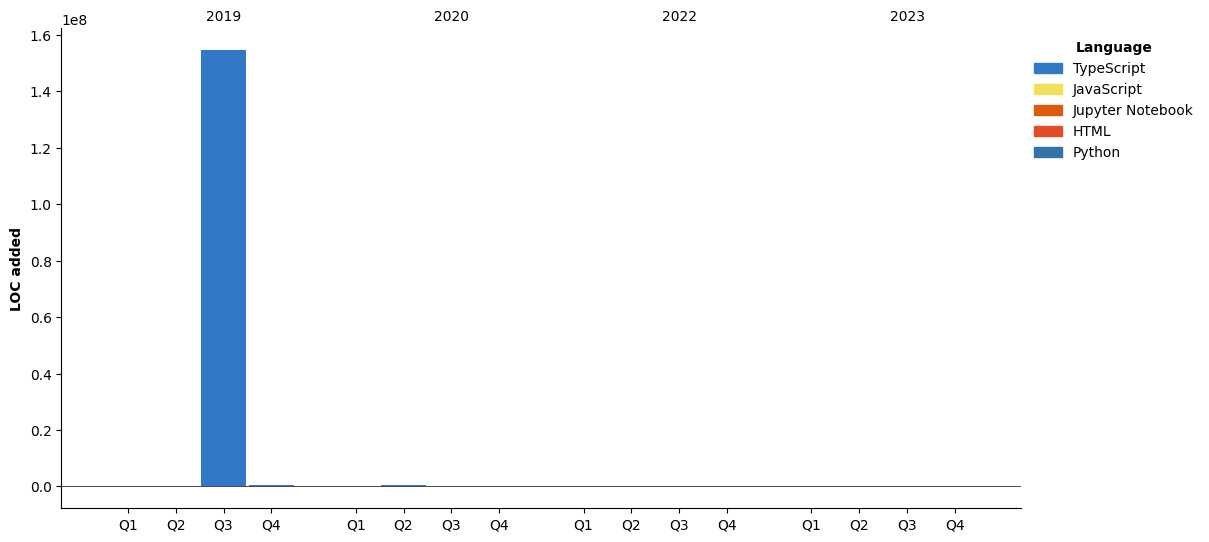 2019 2020 2022 2023
1e8
1.6
1.4
1.2
1.0
0.8
0.6
0.4
0.2
0.0
LOC added
Q1 Q2 Q3 Q4 Q1 Q2 Q3 Q4 Q1 Q2 Q3 Q4 Q1 Q2 Q3 Q4
Language
TypeScript
JavaScript
Jupyter Notebook
HTML
Python